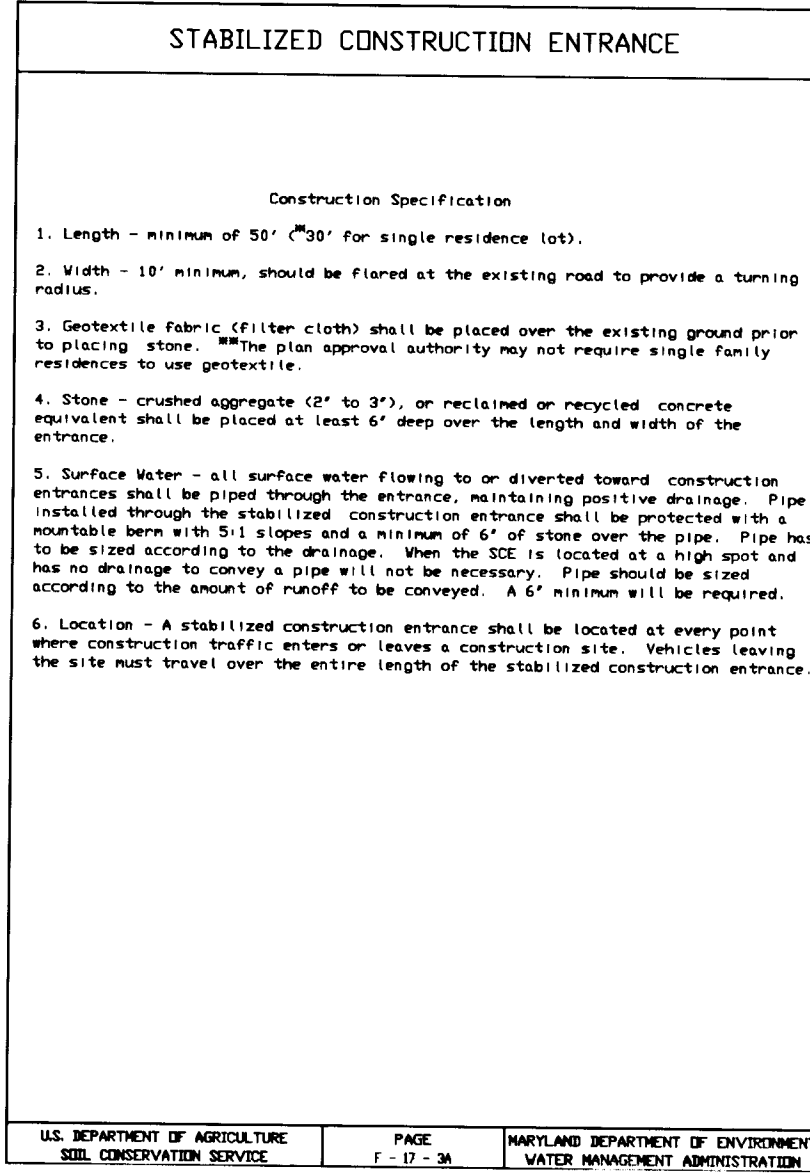 STABILIZED CONSTRUCTION ENTRANCE
Construction Specification
1. Length - minimum of 50' (*30' for single residence lot).
2. Width - 10' minimum, should be flared at the existing road to provide a turning
radius.
3. Geotextile fabric (filter cloth) shall be placed over the existing ground prior
to placing stone. **The plan approval authority may not require single family
residences to use geotextile.
4. Stone - crushed aggregate (2" to 3"), or reclaimed or recycled concrete
equivalent shall be placed at least 6" deep over the length and width of the
entrance.
5. Surface Water - all surface water flowing to or diverted toward construction
entrances shall be piped through the entrance, maintaining positive drainage. Pipe
installed through the stabilized construction entrance shall be protected with a
mountable berm with 5:1 slopes and a minimum of 6" of stone over the pipe. Pipe has
to be sized according to the drainage. When the SCE is located at a high spot and
has no drainage to convey a pipe will not be necessary. Pipe should be sized
according to the amount of runoff to be conveyed. A 6" minimum will be required.
6. Location - A stabilized construction entrance shall be located at every point
where construction traffic enters or leaves a construction site. Vehicles leaving
the site must travel over the entire length of the stabilized construction entrance.
U.S. DEPARTMENT OF AGRICULTURE
SOIL CONSERVATION SERVICE
PAGE
F - 17 - 3A
MARYLAND DEPARTMENT OF ENVIRONMENT
WATER MANAGEMENT ADMINISTRATION